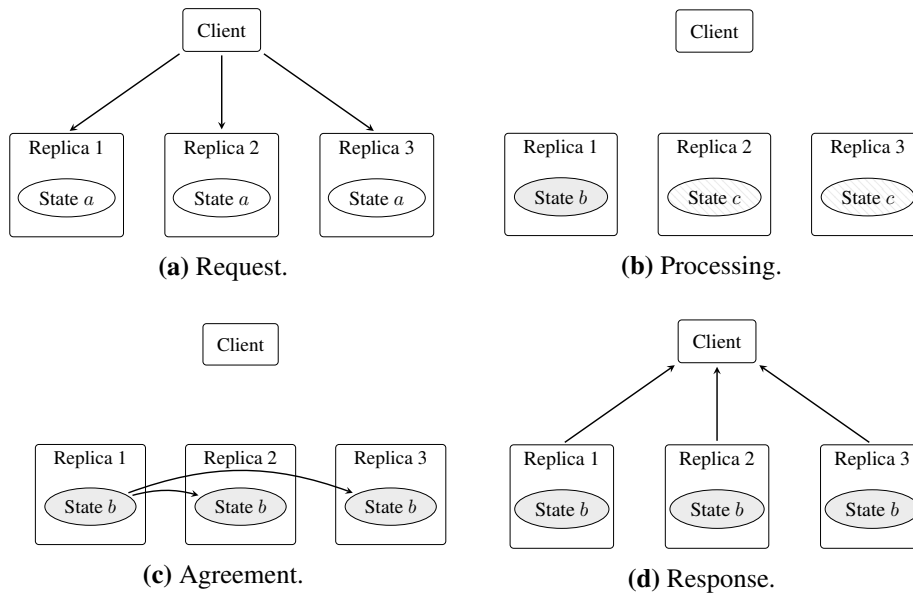 Client
Replica 1 Replica 2 Replica 3
State a State a State a
(a) Request.
Client
Replica 1 Replica 2 Replica 3
State b State c State c
(b) Processing.
Client
Replica 1 Replica 2 Replica 3
State b State b State b
(c) Agreement.
Client
Replica 1 Replica 2 Replica 3
State b State b State b
(d) Response.